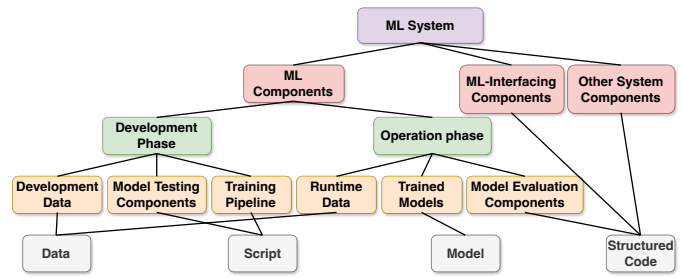 ML System
ML
Components
ML-Interfacing
Components
Other System
Components
Development
Phase
Operation phase
Development
Data
Model Testing
Components
Training
Pipeline
Runtime
Data
Trained
Models
Model Evaluation
Components
Data
Script
Model
Structured
Code